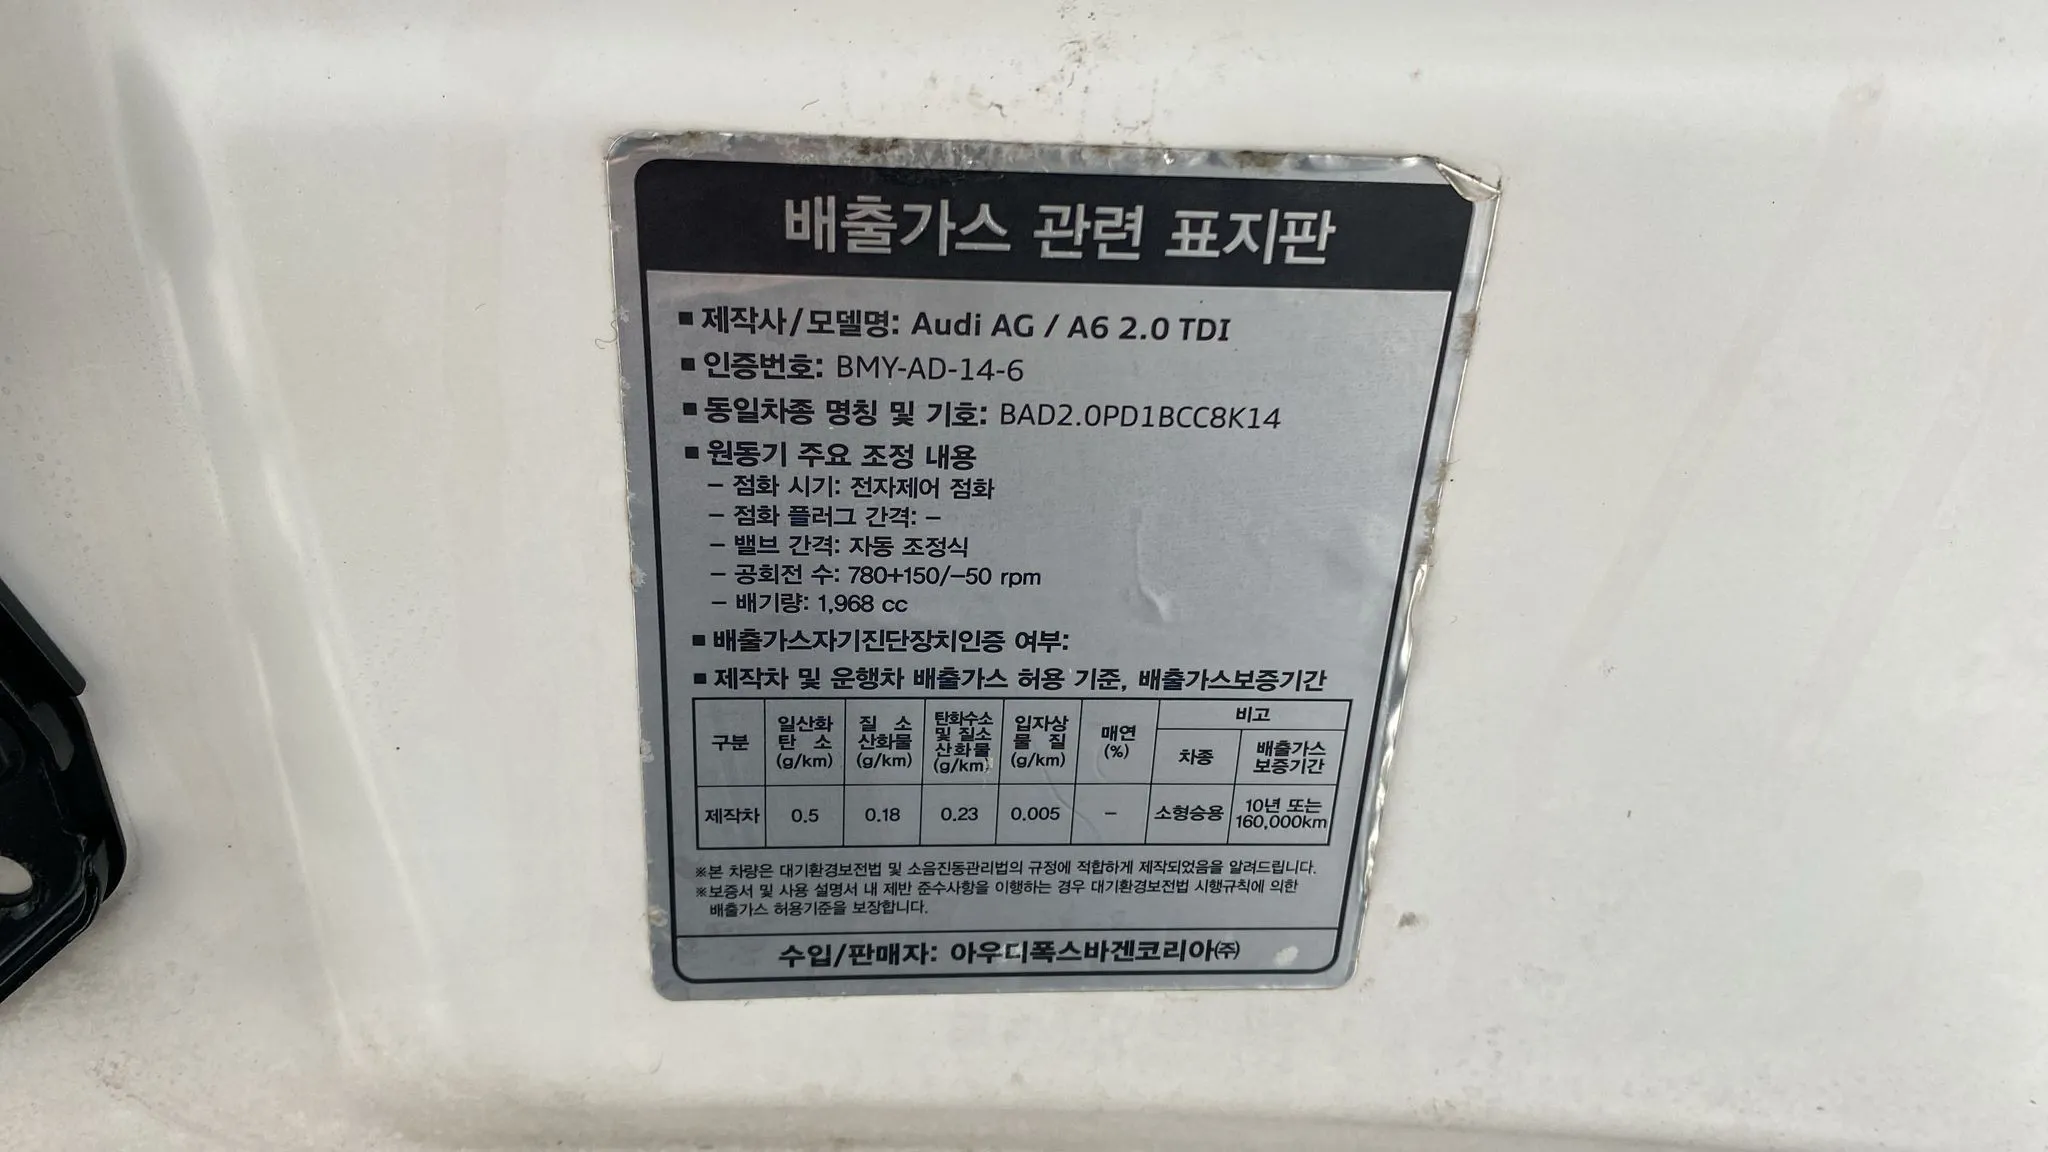 배출가스 관련 표지판
■ 제작사/모델명: Audi AG / A6 2.0 TDI
■ 인증번호: BMY-AD-14-6
■ 동일차종 명칭 및 기호: BAD2.0PD1BCC8K14
■ 원동기 주요 조정 내용
– 점화 시기: 전자제어 점화
– 점화 플러그 간격: –
– 밸브 간격: 자동 조정식
– 공회전 수: 780+150/–50 rpm
– 배기량: 1,968 cc
■ 배출가스자기진단장치인증 여부:
■ 제작차 및 운행차 배출가스 허용 기준, 배출가스보증기간
구분 일산화탄소 (g/km) 질소산화물 (g/km) 탄화수소 및 질소산화물 (g/km) 입자상물질 (g/km) 매연 (%) 비고
차종 배출가스 보증기간
제작차 0.5 0.18 0.23 0.005 – 소형승용 10년 또는 160,000km
※본 차량은 대기환경보전법 및 소음진동관리법의 규정에 적합하게 제작되었음을 알려드립니다.
※보증서 및 사용 설명서 내 제반 준수사항을 이행하는 경우 대기환경보전법 시행규칙에 의한
배출가스 허용기준을 보장합니다.
수입/판매자: 아우디폭스바겐코리아㈜